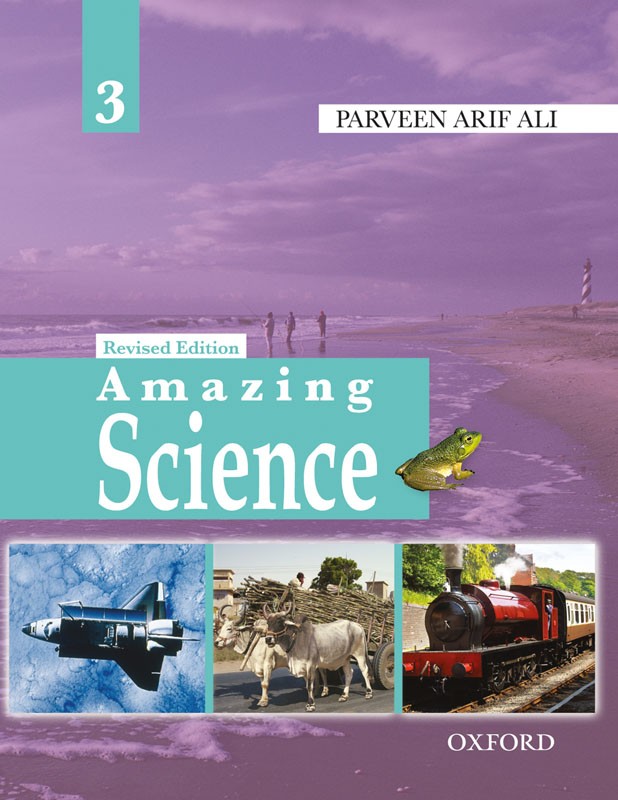 3
PARVEEN ARIF ALI
Revised Edition
Amazing
Science
OXFORD